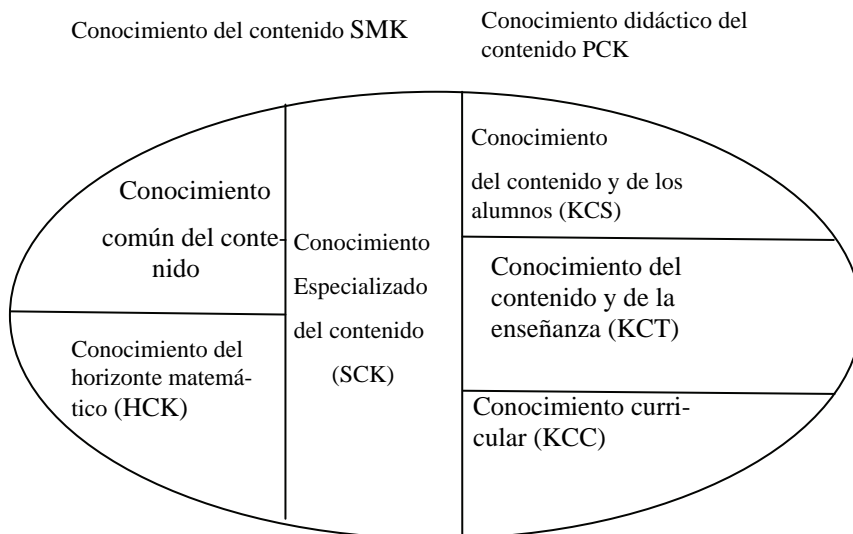 Conocimiento del contenido SMK
Conocimiento didáctico del
contenido PCK
Conocimiento
común del conte-
nido
Conocimiento del
horizonte matemá-
tico (HCK)
Conocimiento
Especializado
del contenido
(SCK)
Conocimiento
del contenido y de los
alumnos (KCS)
Conocimiento del
contenido y de la
enseñanza (KCT)
Conocimiento curri-
cular (KCC)